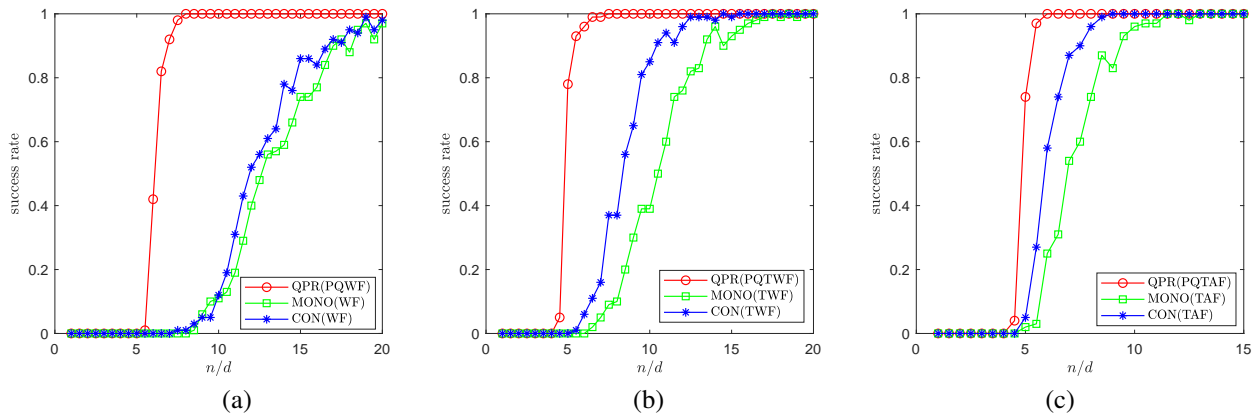 1
0.8
0.6
0.4
0.2
0
success rate
0 5 10 15 20
n/d
QPR(PQWF)
MONO(WF)
CON(WF)
(a)
1
0.8
0.6
0.4
0.2
0
success rate
0 5 10 15 20
n/d
QPR(PQTWF)
MONO(TWF)
CON(TWF)
(b)
1
0.8
0.6
0.4
0.2
0
success rate
0 5 10 15
n/d
QPR(PQTAF)
MONO(TAF)
CON(TAF)
(c)